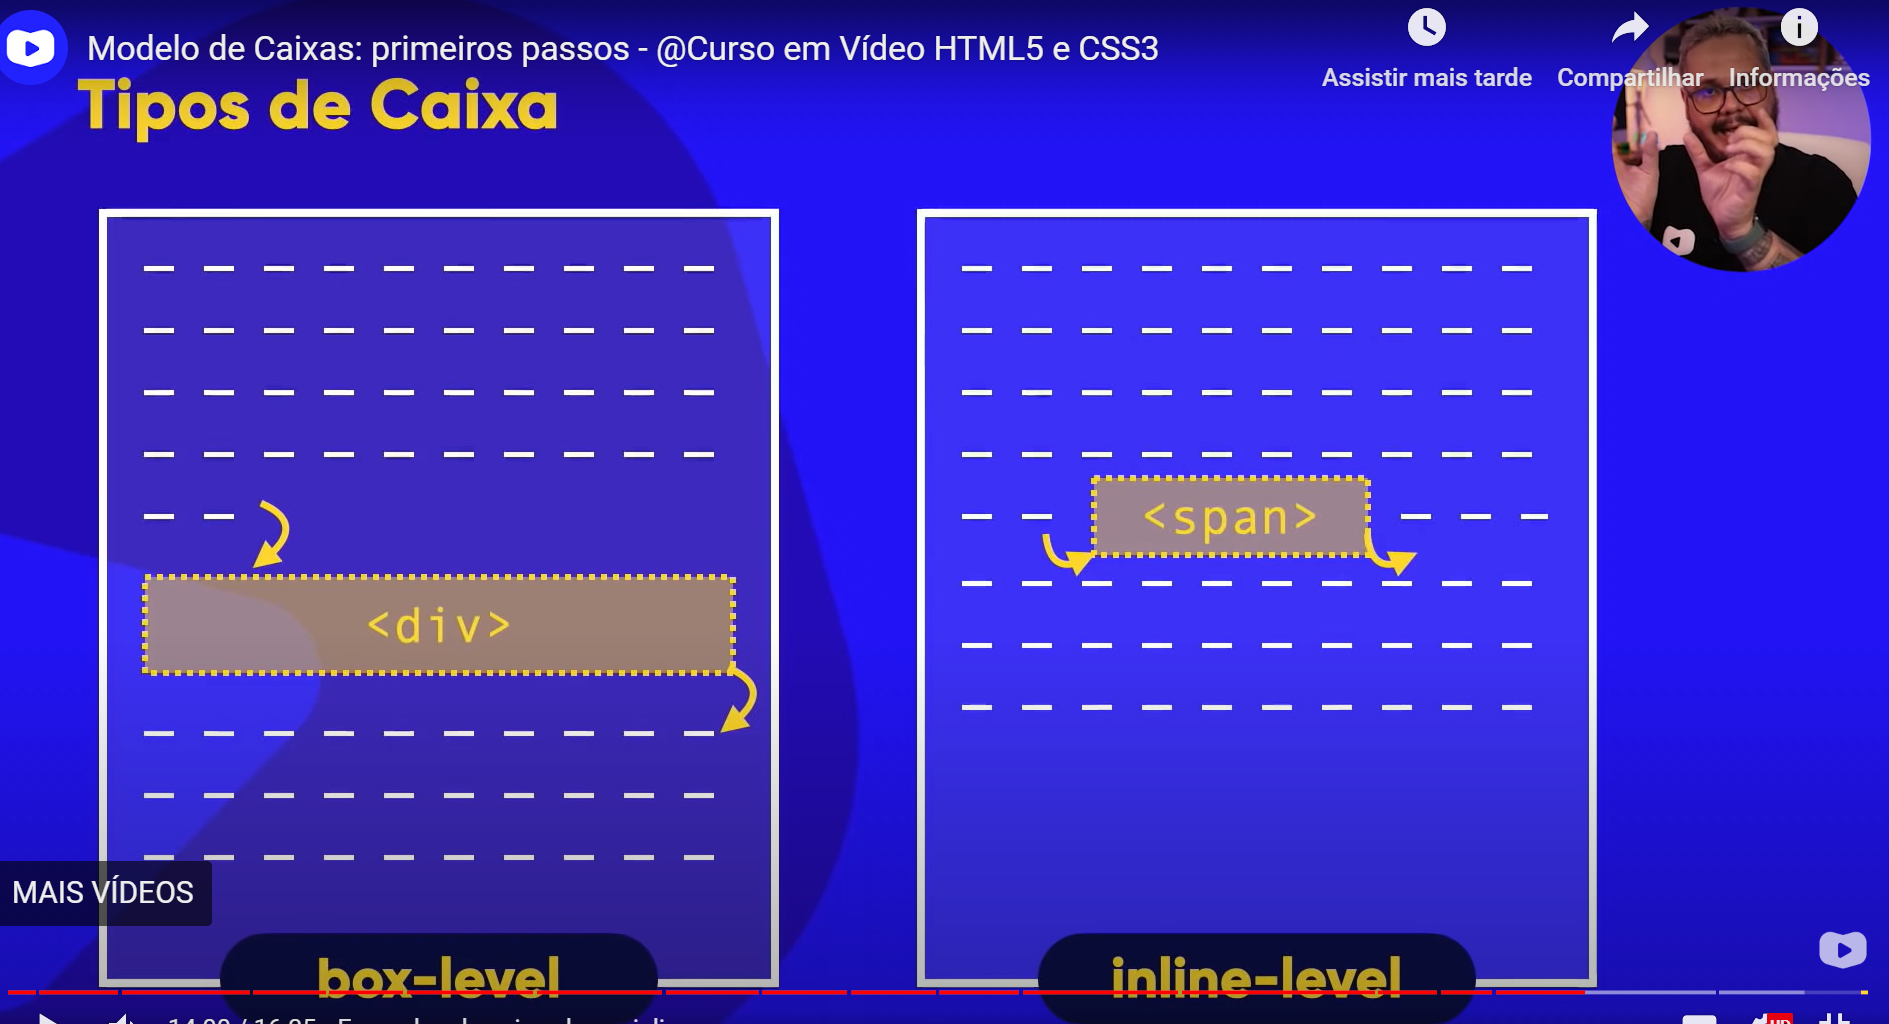 Modelo de Caixas: primeiros passos - @Curso em Vídeo HTML5 e CSS3
Assistir mais tarde
Compartilhar
Informações
Tipos de Caixa
<div>
<span>
MAIS VÍDEOS
box-level
inline-level
HD